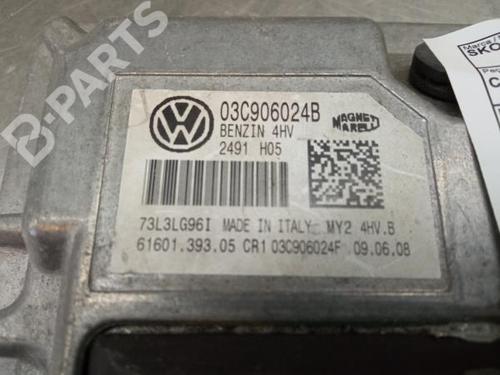 B-PARTS
Marca /
SKO
03C906024B
BENZIN 4HV
2491 H05
MAGNETI
MARELLI
73L3LG96I MADE IN ITALY MY2 4HV.B
61601.393.05 CR1 03C906024F 09.06.08